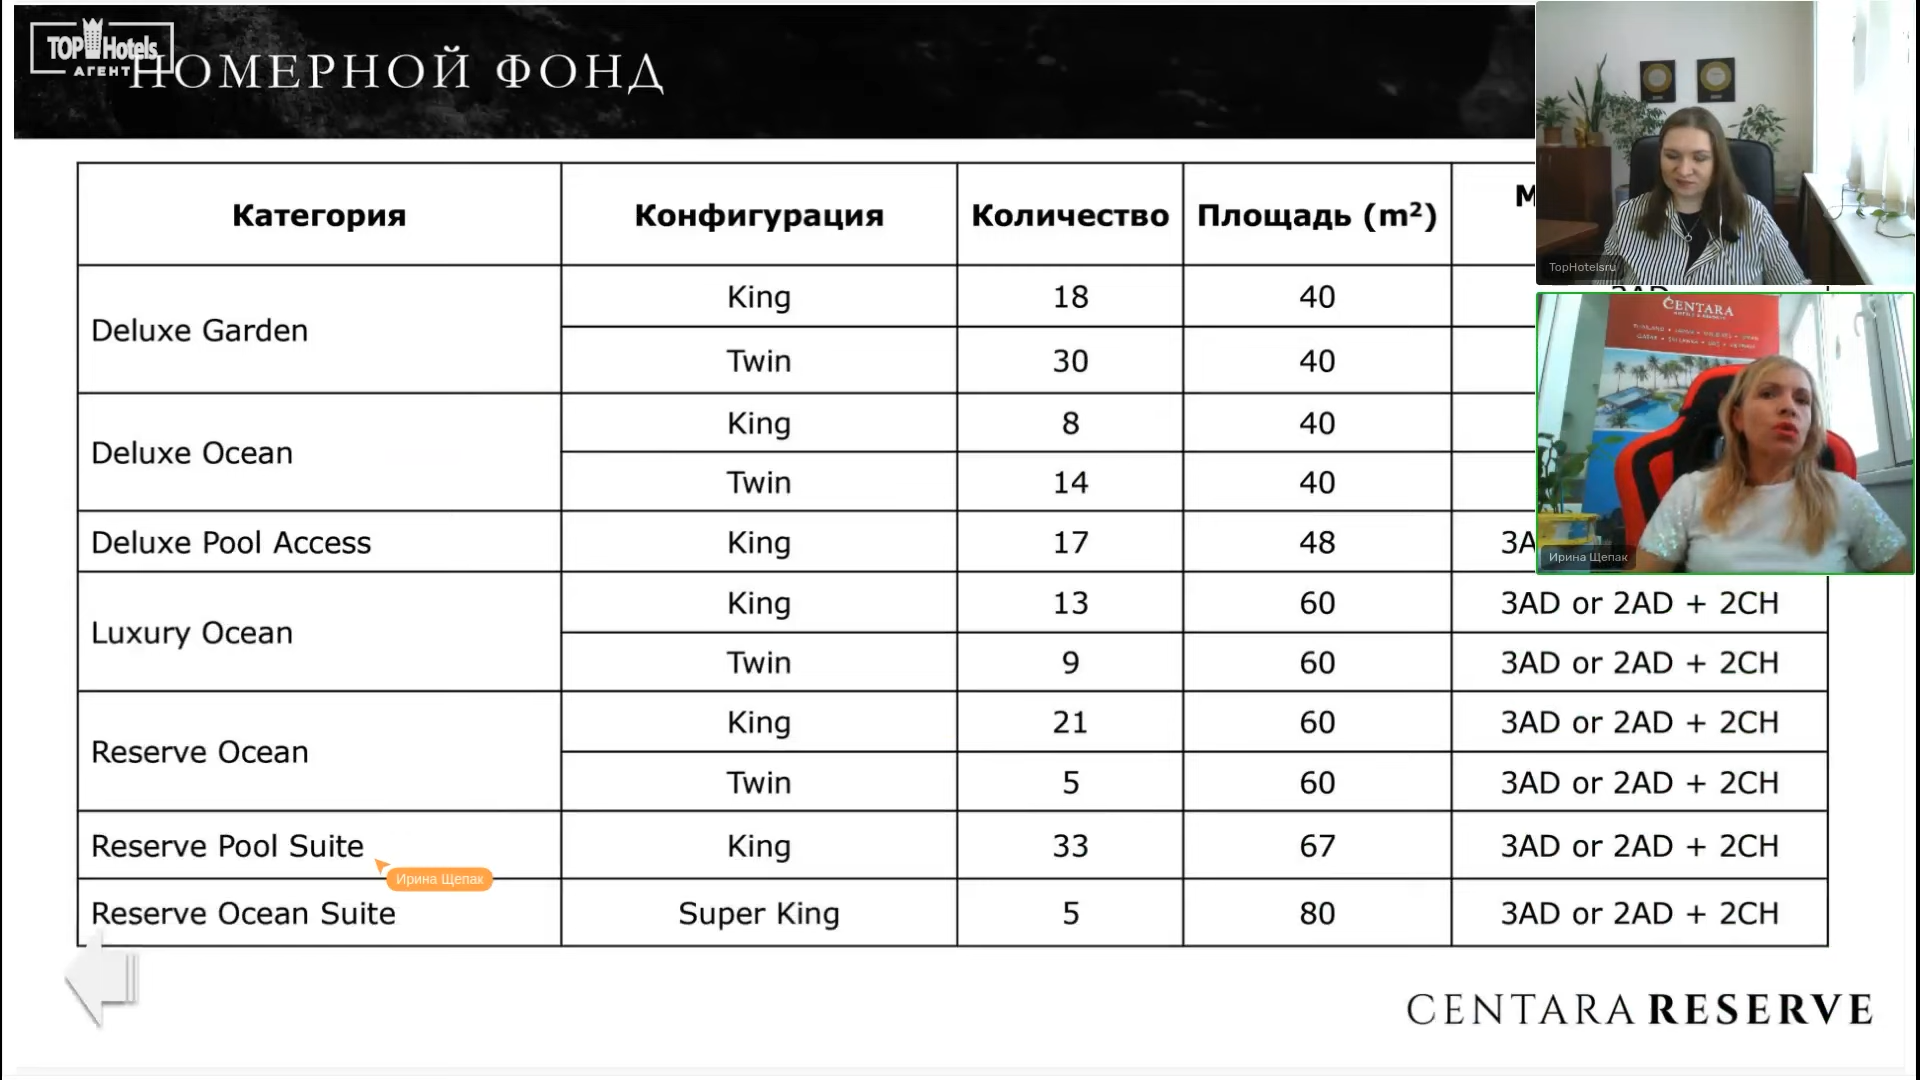 TOP Hotels
АГЕНТ
НОМЕРНОЙ ФОНД
Категория Конфигурация Количество Площадь (m²)
Deluxe Garden King 18 40
Twin 30 40
Deluxe Ocean King 8 40
Twin 14 40
Deluxe Pool Access King 17 48 3A
Luxury Ocean King 13 60 3AD or 2AD + 2CH
Twin 9 60 3AD or 2AD + 2CH
Reserve Ocean King 21 60 3AD or 2AD + 2CH
Twin 5 60 3AD or 2AD + 2CH
Reserve Pool Suite King 33 67 3AD or 2AD + 2CH
Ирина Щепак
Reserve Ocean Suite Super King 5 80 3AD or 2AD + 2CH
CENTARA RESERVE
TopHotelsru
CENTARA
Ирина Щепак